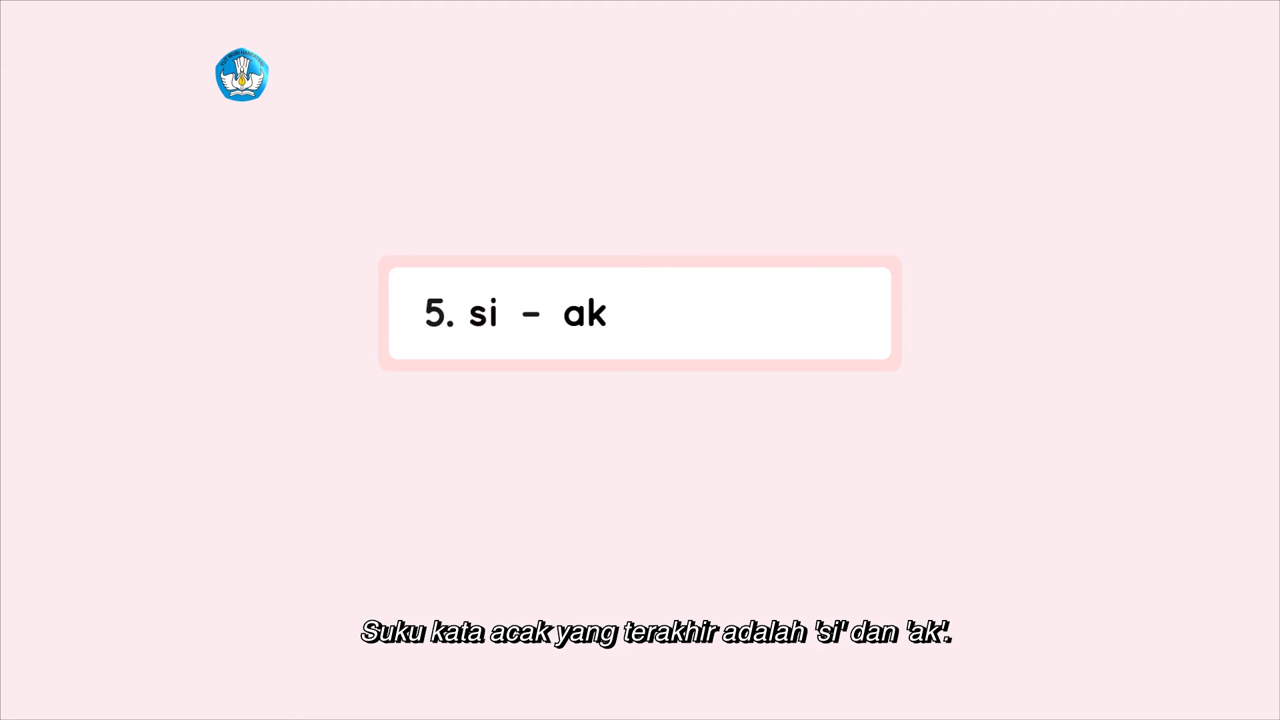 5. si - ak
Suku kata acak yang terakhir adalah 'si' dan 'ak'.